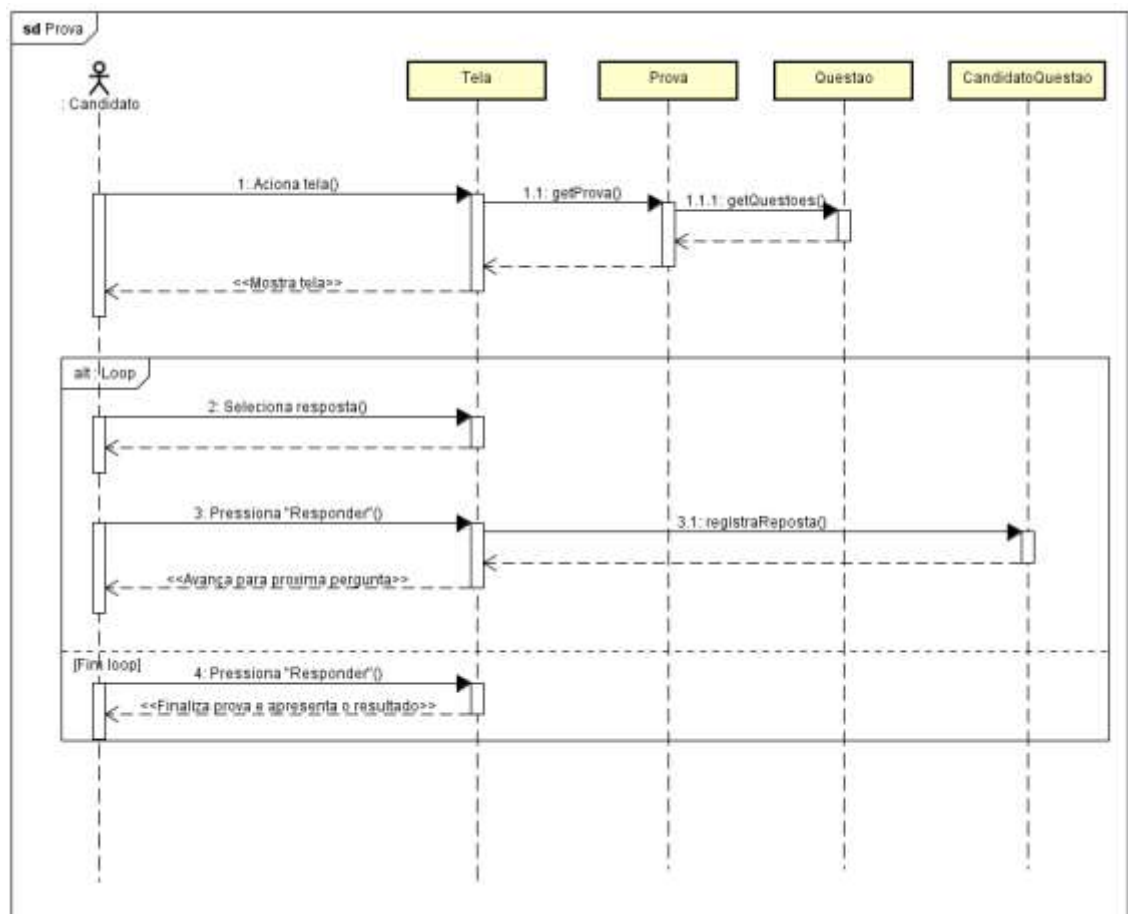 sd Prova
: Candidato
Tela
Prova
Questao
CandidatoQuestao
1: Aciona tela()
1.1: getProva()
1.1.1: getQuestoes()
<<Mostra tela>>
alt : Loop
2: Seleciona resposta()
3: Pressiona "Responder"()
3.1: registraReposta()
<<Avança para proxima pergunta>>
[Fim loop]
4: Pressiona "Responder"()
<<Finaliza prova e apresenta o resultado>>